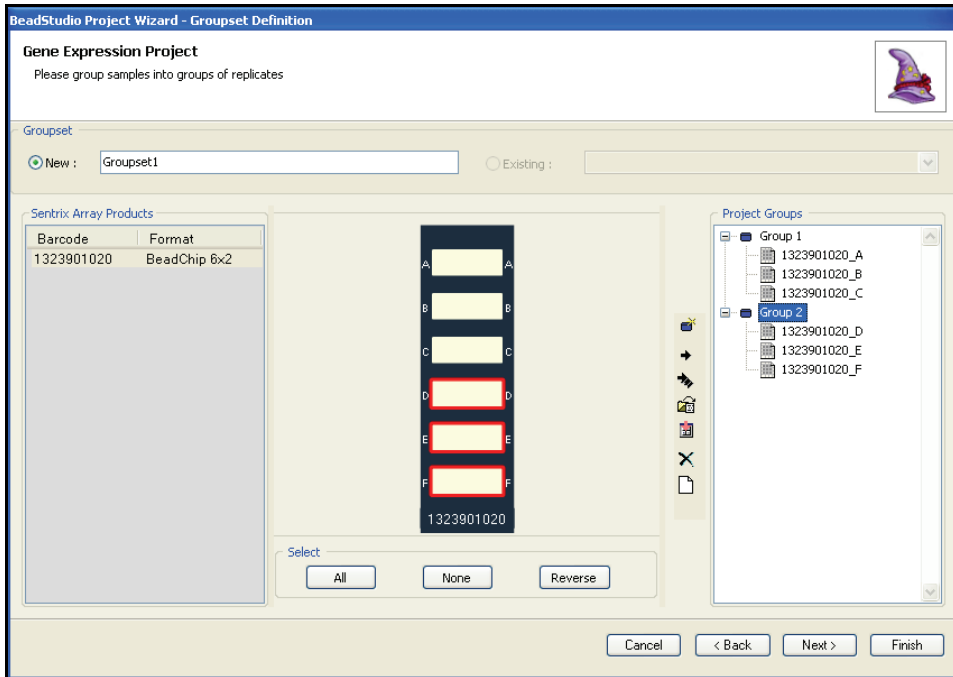 BeadStudio Project Wizard - Groupset Definition
Gene Expression Project
Please group samples into groups of replicates
Groupset
New :
Groupset1
Existing :
Sentrix Array Products
Barcode Format
1323901020 BeadChip 6x2
A A
B B
C C
D D
E E
F F
1323901020
Select
All None Reverse
Project Groups
Group 1
1323901020_A
1323901020_B
1323901020_C
Group 2
1323901020_D
1323901020_E
1323901020_F
Cancel < Back Next > Finish